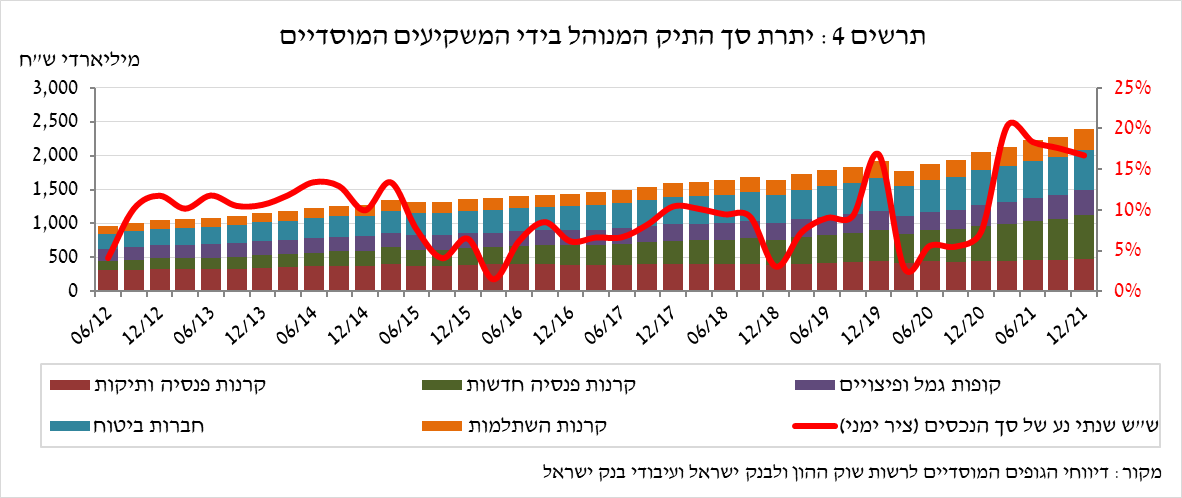 תרשים 4 : יתרת סך התיק המנוהל בידי המשקיעים המוסדיים
מיליארדי ש״ח
3,000
2,500
2,000
1,500
1,000
500
0
25%
20%
15%
10%
5%
0%
06/12 12/12 06/13 12/13 06/14 12/14 06/15 12/15 06/16 12/16 06/17 12/17 06/18 12/18 06/19 12/19 06/20 12/20 06/21 12/21
קרנות פנסיה ותיקות קרנות פנסיה חדשות קופות גמל ופיצויים
חברות ביטוח קרנות השתלמות ש״ש שנתי נע של סך הנכסים (ציר ימני)
מקור : דיווחי הגופים המוסדיים לרשות שוק ההון ולבנק ישראל ועיבודי בנק ישראל